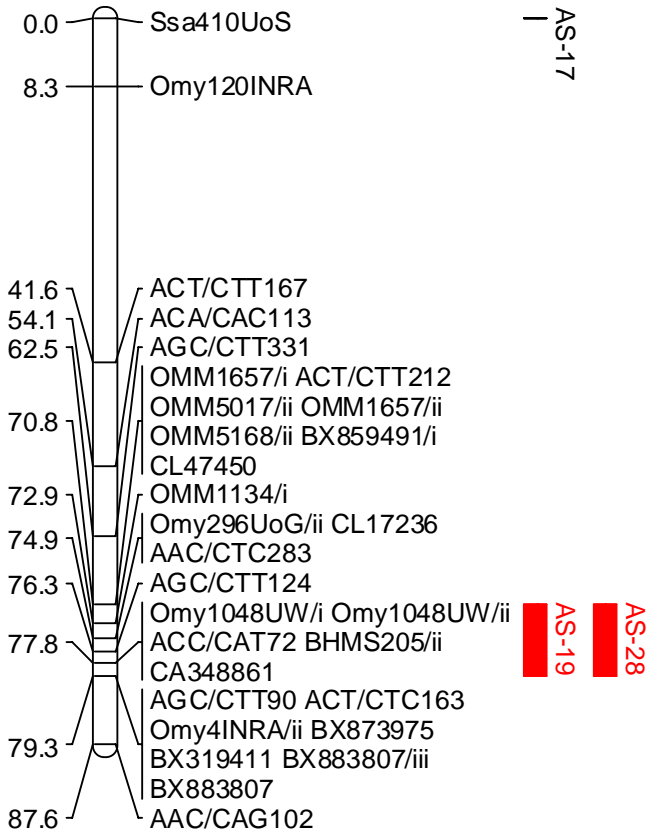 0.0 Ssa410UoS AS-17
8.3 Omy120INRA
41.6 ACT/CTT167
54.1 ACA/CAC113
62.5 AGC/CTT331
OMM1657/i ACT/CTT212
70.8 OMM5017/ii OMM1657/ii
OMM5168/ii BX859491/i
CL47450
72.9 OMM1134/i
Omy296UoG/ii CL17236
74.9 AAC/CTC283
76.3 AGC/CTT124
Omy1048UW/i Omy1048UW/ii AS-19 AS-28
77.8 ACC/CAT72 BHMS205/ii
CA348861
AGC/CTT90 ACT/CTC163
Omy4INRA/ii BX873975
79.3 BX319411 BX883807/iii
BX883807
87.6 AAC/CAG102